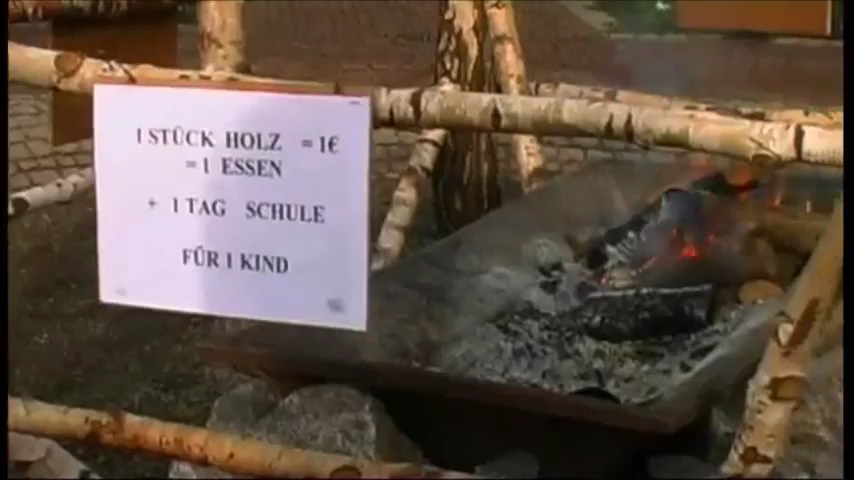 1 STÜCK HOLZ = 1€
= 1 ESSEN
+ 1 TAG SCHULE
FÜR 1 KIND